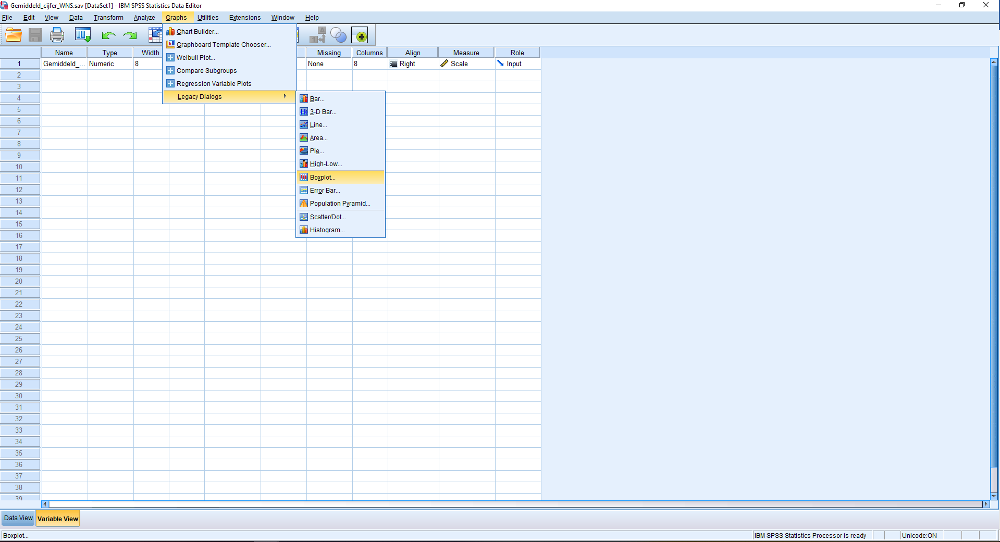 Gemiddeld_cijfer_WNS.sav [DataSet1] - IBM SPSS Statistics Data Editor
File Edit View Data Transform Analyze Graphs Utilities Extensions Window Help
Chart Builder...
Graphboard Template Chooser...
Weibull Plot...
Compare Subgroups
Regression Variable Plots
Legacy Dialogs
Bar...
3-D Bar...
Line...
Area...
Pie...
High-Low...
Boxplot...
Error Bar...
Population Pyramid...
Scatter/Dot...
Histogram...
Name Type Width Missing Columns Align Measure Role
1 Gemiddeld_... Numeric 8 None 8 Right Scale Input
2
3
4
5
6
7
8
9
10
11
12
13
14
15
16
17
18
19
20
21
22
23
24
25
26
27
28
29
30
31
32
33
34
35
36
37
38
39
Data View Variable View
Boxplot... IBM SPSS Statistics Processor is ready Unicode:ON